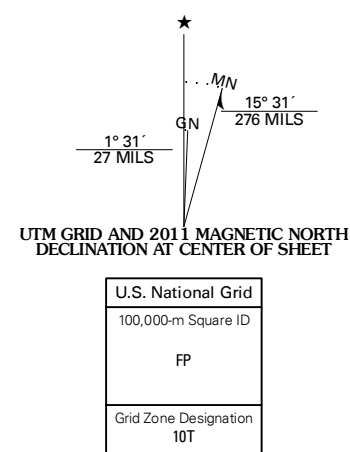 ★
MN
15° 31´
276 MILS
GN
1° 31´
27 MILS
UTM GRID AND 2011 MAGNETIC NORTH
DECLINATION AT CENTER OF SHEET
U.S. National Grid
100,000-m Square ID
FP
Grid Zone Designation
10T